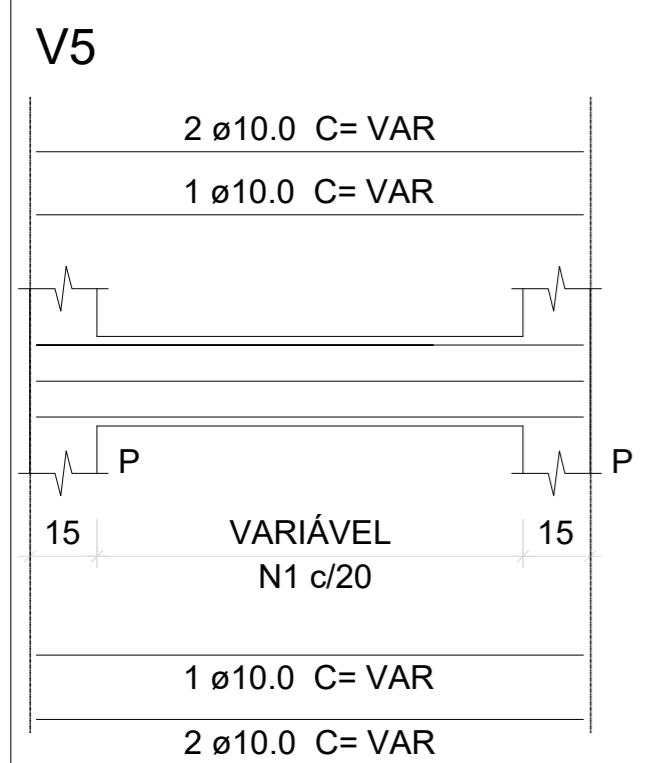 V5
2 ø10.0 C= VAR
1 ø10.0 C= VAR
P P
15 VARIÁVEL 15
N1 c/20
1 ø10.0 C= VAR
2 ø10.0 C= VAR